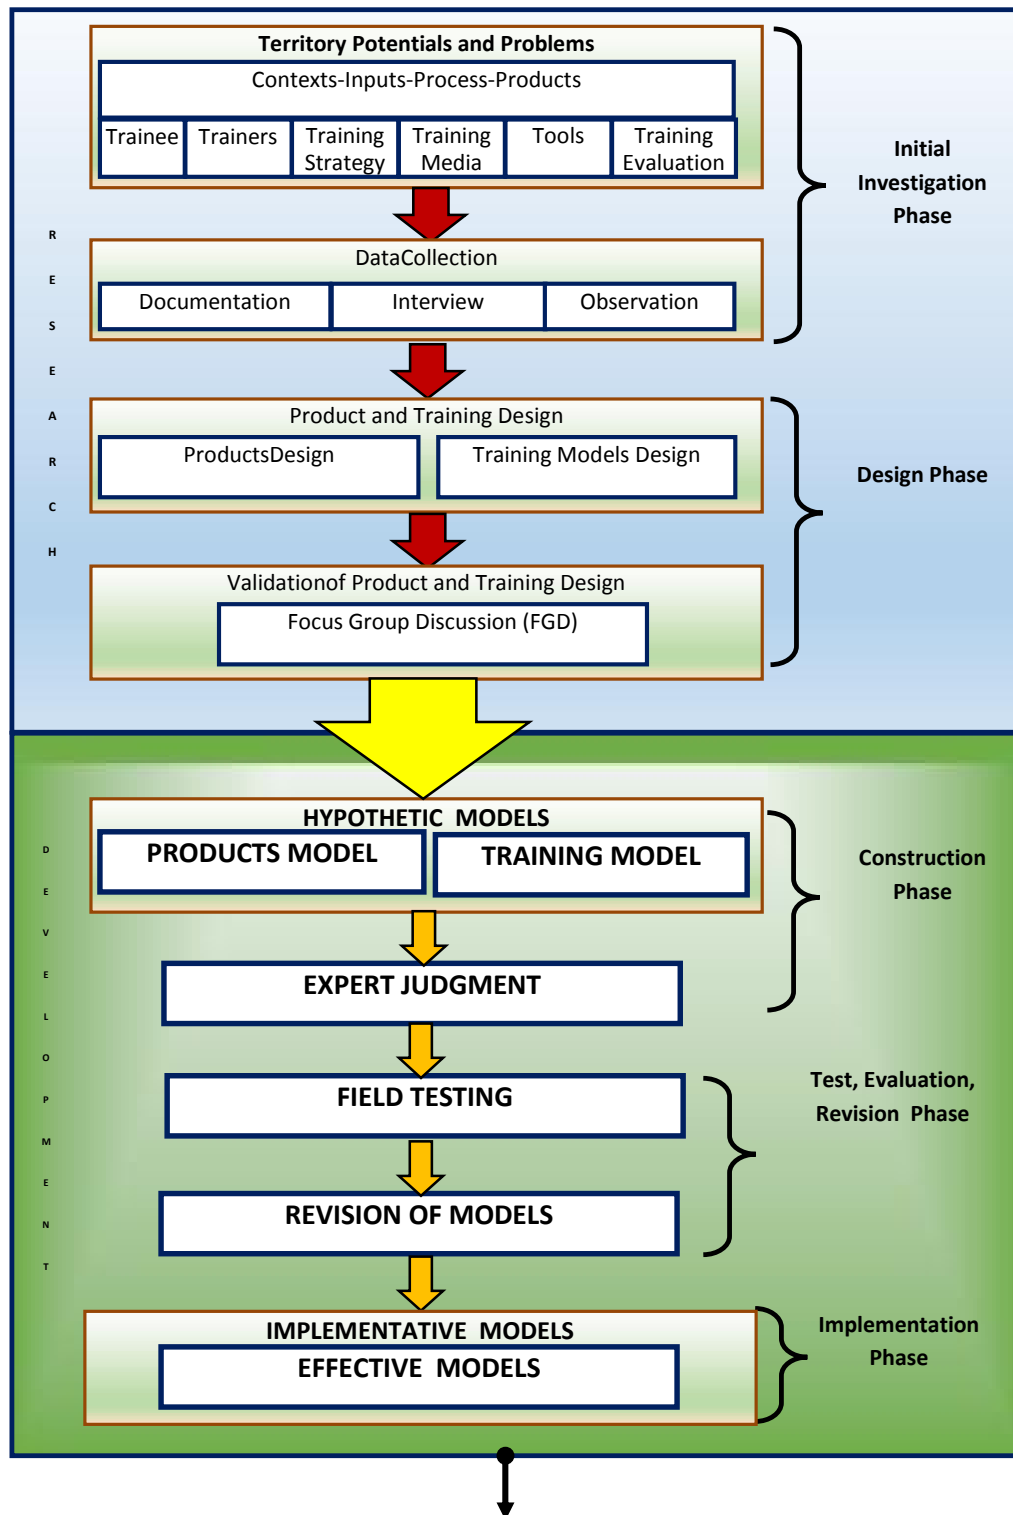 Territory Potentials and Problems
Contexts-Inputs-Process-Products
Trainee
Trainers
Training
Strategy
Training
Media
Tools
Training
Evaluation
Initial
Investigation
Phase
RESEARCH
DataCollection
Documentation
Interview
Observation
Product and Training Design
ProductsDesign
Training Models Design
Design Phase
Validationof Product and Training Design
Focus Group Discussion (FGD)
HYPOTHETIC MODELS
PRODUCTS MODEL
TRAINING MODEL
Construction
Phase
DEVELOPMENT
EXPERT JUDGMENT
FIELD TESTING
Test, Evaluation,
Revision Phase
REVISION OF MODELS
IMPLEMENTATIVE MODELS
EFFECTIVE MODELS
Implementation
Phase